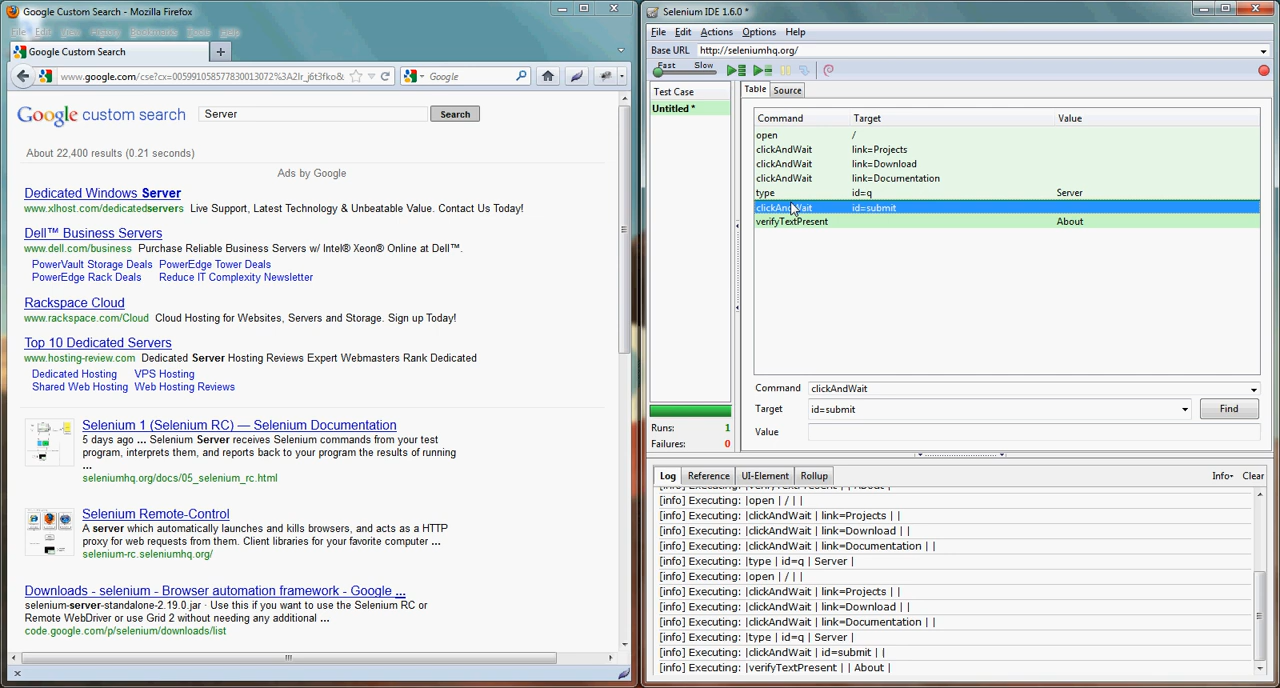 Google Custom Search - Mozilla Firefox
File Edit View History Bookmarks Tools Help
Google Custom Search
www.google.com/cse?cx=005991058577830013072%3A2lr_j6t3fko&
Google
Google custom search
Server
Search
About 22,400 results (0.21 seconds)
Ads by Google
Dedicated Windows Server
www.xlhost.com/dedicatedservers Live Support, Latest Technology & Unbeatable Value. Contact Us Today!
Dell™ Business Servers
www.dell.com/business Purchase Reliable Business Servers w/ Intel® Xeon® Online at Dell™.
PowerVault Storage Deals PowerEdge Tower Deals
PowerEdge Rack Deals Reduce IT Complexity Newsletter
Rackspace Cloud
www.rackspace.com/Cloud Cloud Hosting for Websites, Servers and Storage. Sign up Today!
Top 10 Dedicated Servers
www.hosting-review.com Dedicated Server Hosting Reviews Expert Webmasters Rank Dedicated
Dedicated Hosting VPS Hosting
Shared Web Hosting Web Hosting Reviews
Selenium 1 (Selenium RC) — Selenium Documentation
5 days ago ... Selenium Server receives Selenium commands from your test
program, interprets them, and reports back to your program the results of running
...
seleniumhq.org/docs/05_selenium_rc.html
Selenium Remote-Control
A server which automatically launches and kills browsers, and acts as a HTTP
proxy for web requests from them. Client libraries for your favorite computer ...
selenium-rc.seleniumhq.org/
Downloads - selenium - Browser automation framework - Google ...
selenium-server-standalone-2.19.0.jar · Use this if you want to use the Selenium RC or
Remote WebDriver or use Grid 2 without needing any additional ...
code.google.com/p/selenium/downloads/list
Selenium IDE 1.6.0 *
File Edit Actions Options Help
Base URL http://seleniumhq.org/
Fast Slow
Test Case
Untitled *
Runs: 1
Failures: 0
Table Source
Command Target Value
open /
clickAndWait link=Projects
clickAndWait link=Download
clickAndWait link=Documentation
type id=q Server
clickAndWait id=submit
verifyTextPresent About
Command clickAndWait
Target id=submit Find
Value
Log Reference UI-Element Rollup Info Clear
[info] Executing: |verifyTextPresent | | About |
[info] Executing: |open | / | |
[info] Executing: |clickAndWait | link=Projects | |
[info] Executing: |clickAndWait | link=Download | |
[info] Executing: |clickAndWait | link=Documentation | |
[info] Executing: |type | id=q | Server |
[info] Executing: |open | / | |
[info] Executing: |clickAndWait | link=Projects | |
[info] Executing: |clickAndWait | link=Download | |
[info] Executing: |clickAndWait | link=Documentation | |
[info] Executing: |type | id=q | Server |
[info] Executing: |clickAndWait | id=submit | |
[info] Executing: |verifyTextPresent | | About |